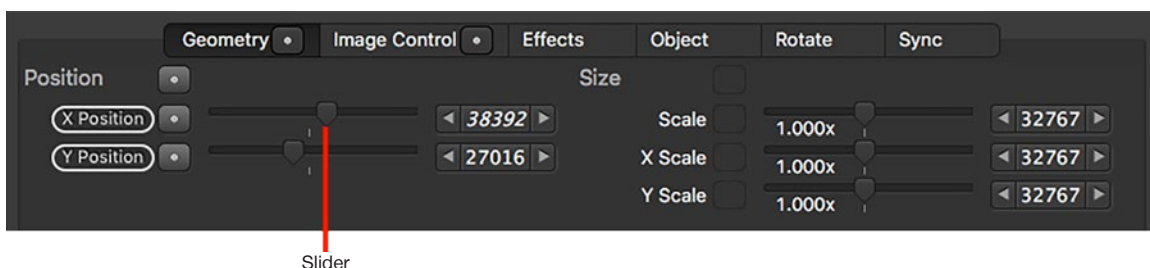 Geometry Image Control Effects Object Rotate Sync
Position Size
X Position 38392 Scale 1.000x 32767
Y Position 27016 X Scale 1.000x 32767
Y Scale 1.000x 32767
Slider